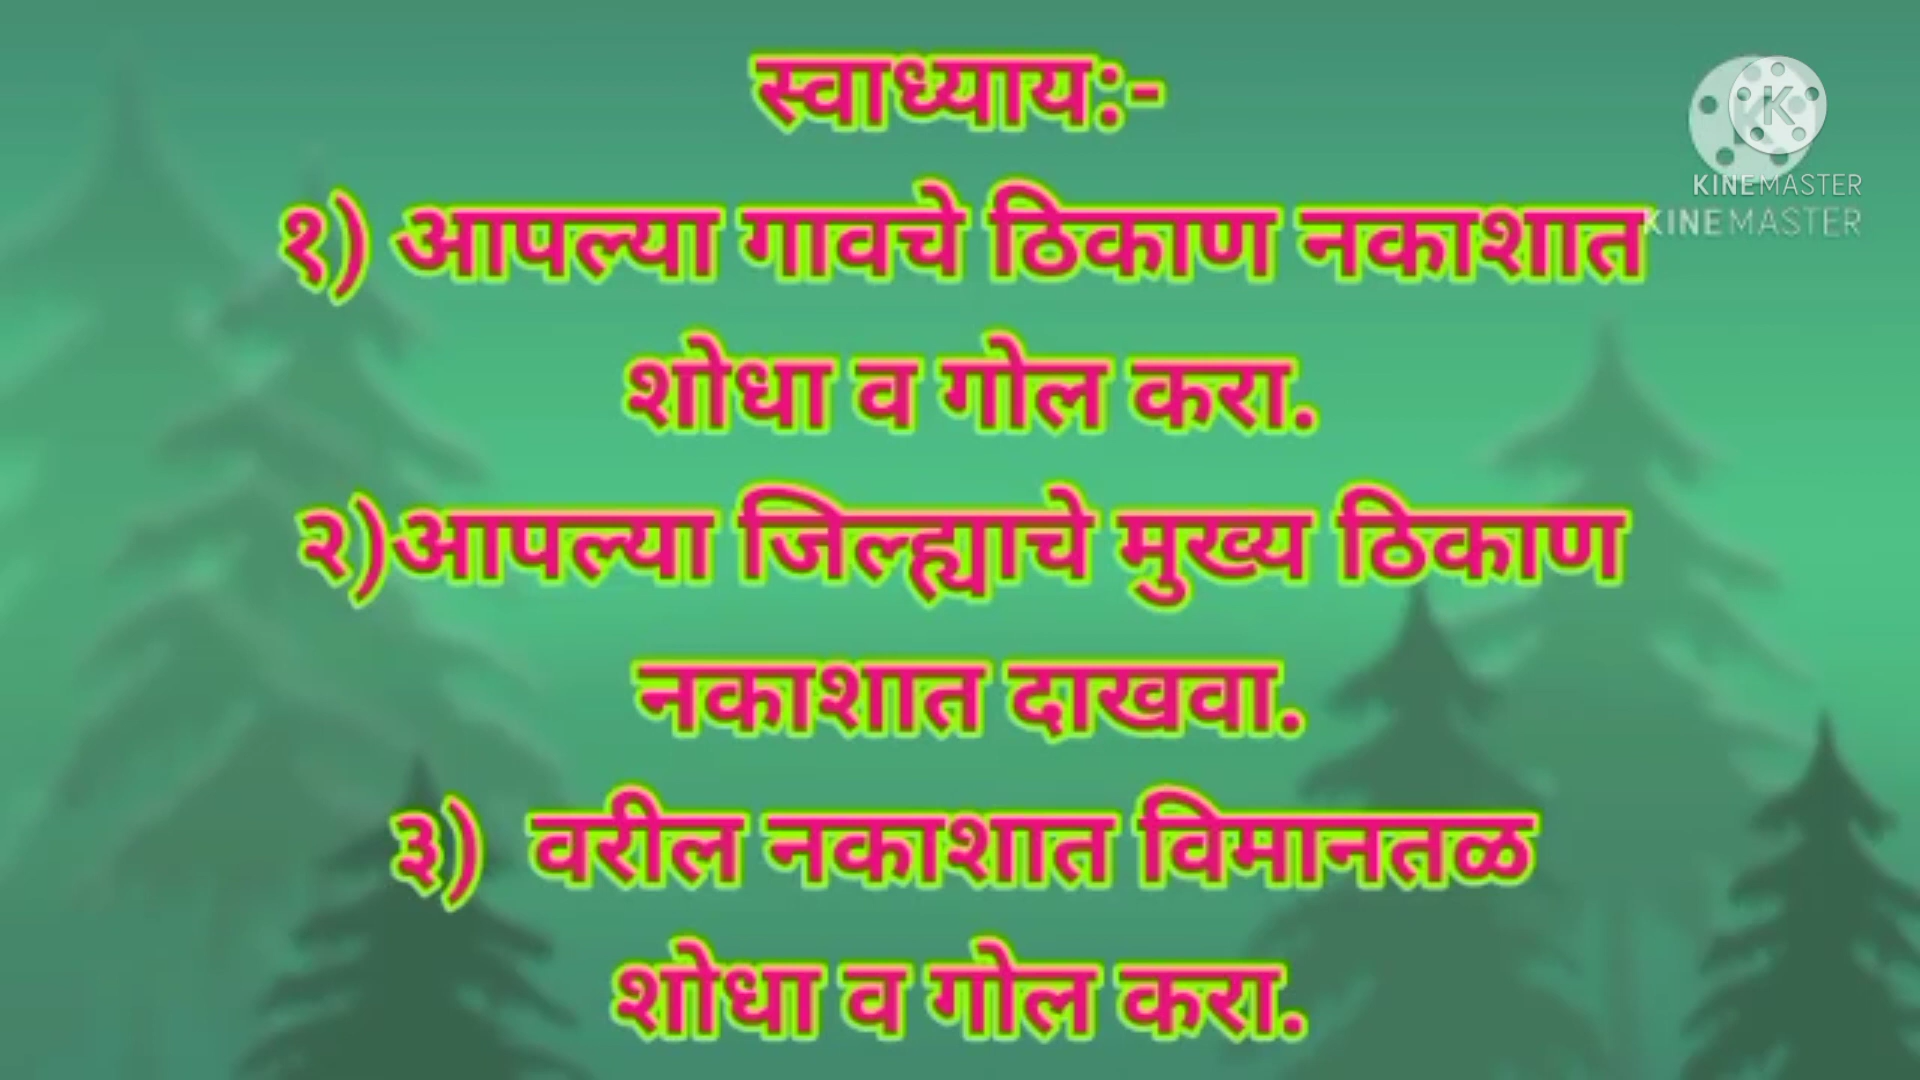 स्वाध्याय:-
१) आपल्या गावचे ठिकाण नकाशात
शोधा व गोल करा.
२)आपल्या जिल्ह्याचे मुख्य ठिकाण
नकाशात दाखवा.
३) वरील नकाशात विमानतळ
शोधा व गोल करा.
KINEMASTER
KINEMASTER